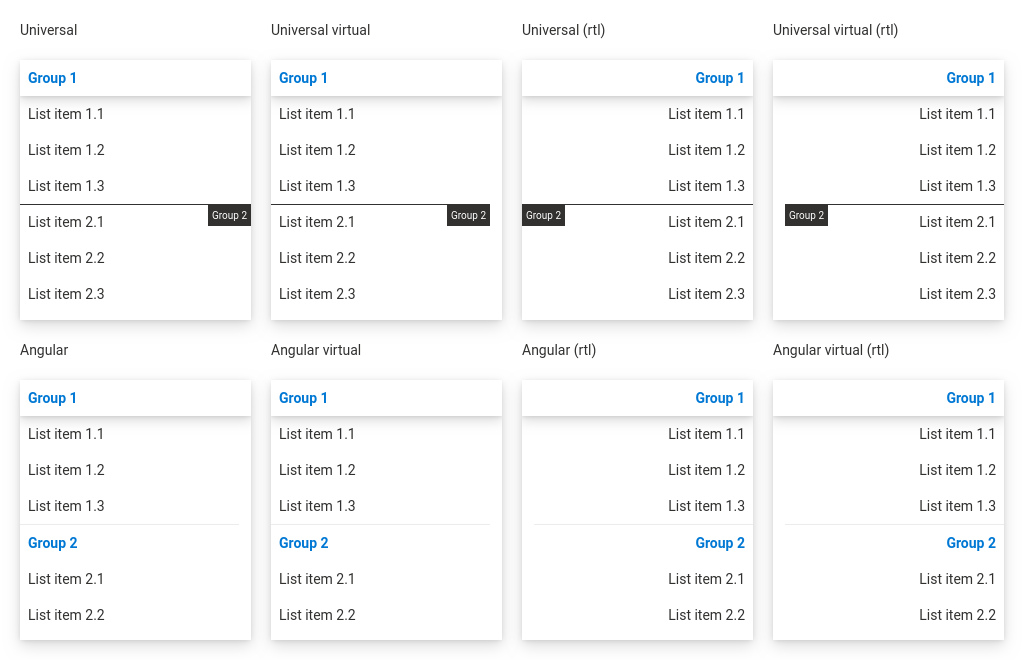 Universal
Group 1
List item 1.1
List item 1.2
List item 1.3
Group 2
List item 2.1
List item 2.2
List item 2.3
Universal virtual
Group 1
List item 1.1
List item 1.2
List item 1.3
Group 2
List item 2.1
List item 2.2
List item 2.3
Universal (rtl)
Group 1
List item 1.1
List item 1.2
List item 1.3
Group 2
List item 2.1
List item 2.2
List item 2.3
Universal virtual (rtl)
Group 1
List item 1.1
List item 1.2
List item 1.3
Group 2
List item 2.1
List item 2.2
List item 2.3
Angular
Group 1
List item 1.1
List item 1.2
List item 1.3
Group 2
List item 2.1
List item 2.2
Angular virtual
Group 1
List item 1.1
List item 1.2
List item 1.3
Group 2
List item 2.1
List item 2.2
Angular (rtl)
Group 1
List item 1.1
List item 1.2
List item 1.3
Group 2
List item 2.1
List item 2.2
Angular virtual (rtl)
Group 1
List item 1.1
List item 1.2
List item 1.3
Group 2
List item 2.1
List item 2.2